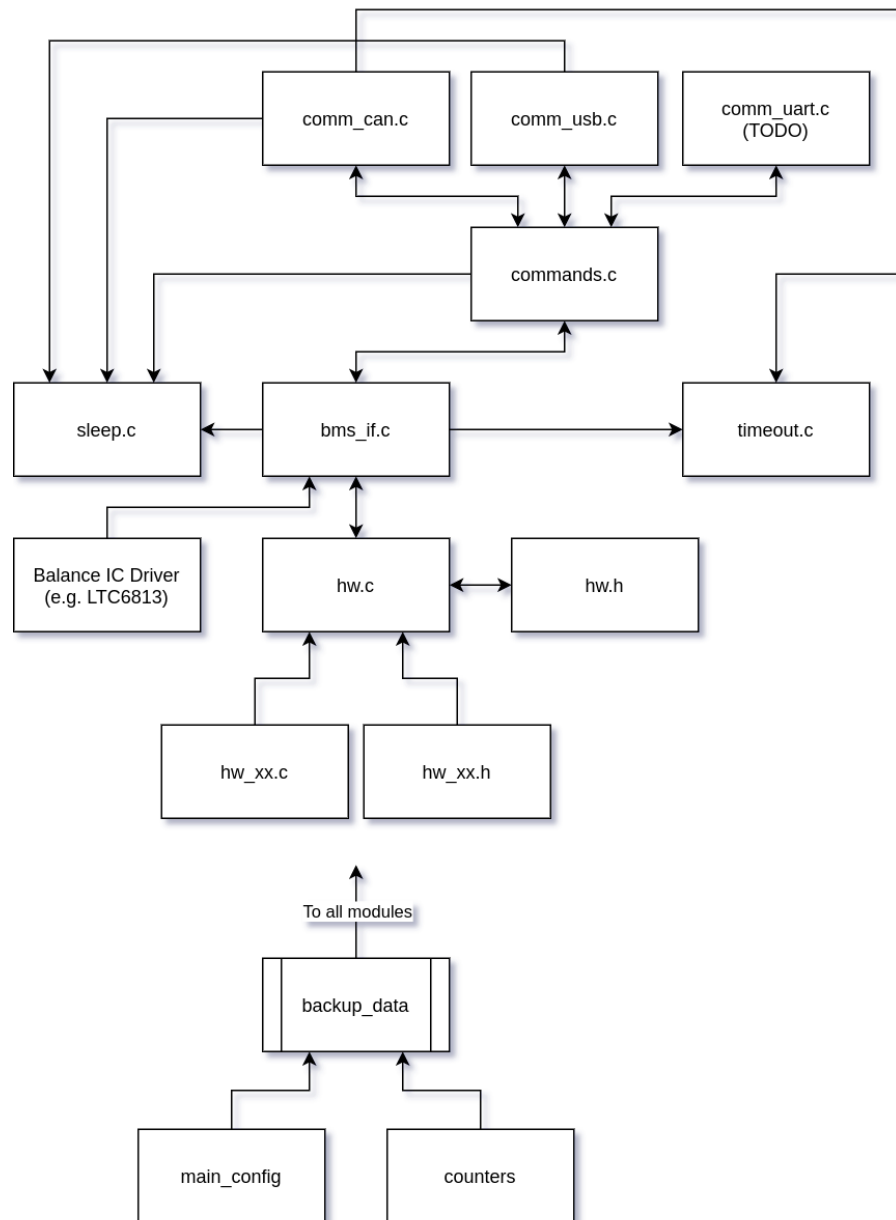 comm_can.c
comm_usb.c
comm_uart.c
(TODO)
commands.c
sleep.c
bms_if.c
timeout.c
Balance IC Driver
(e.g. LTC6813)
hw.c
hw.h
hw_xx.c
hw_xx.h
To all modules
backup_data
main_config
counters